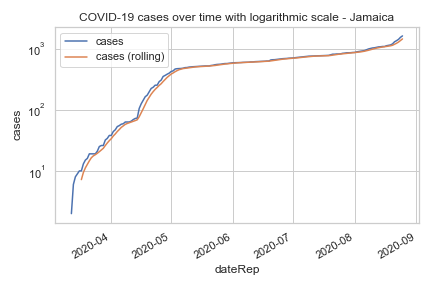 COVID-19 cases over time with logarithmic scale - Jamaica
cases
cases (rolling)
10³
10²
10¹
cases
2020-04
2020-05
2020-06
2020-07
2020-08
2020-09
dateRep